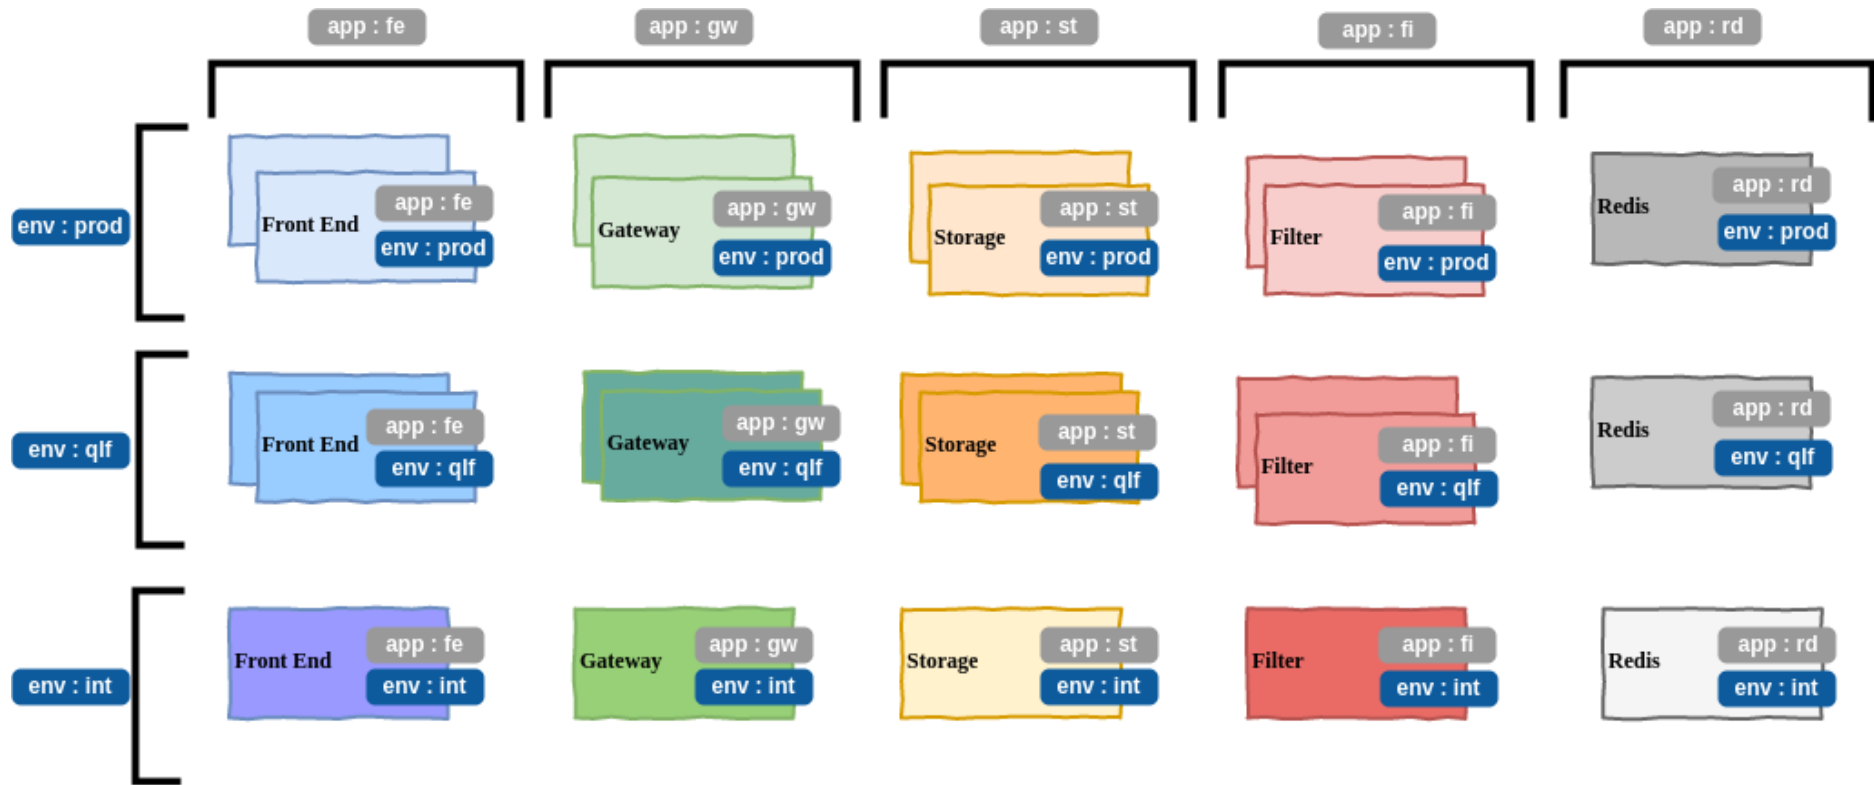 app : fe
app : gw
app : st
app : fi
app : rd
env : prod
Front End
app : fe
env : prod
Gateway
app : gw
env : prod
Storage
app : st
env : prod
Filter
app : fi
env : prod
Redis
app : rd
env : prod
env : qlf
Front End
app : fe
env : qlf
Gateway
app : gw
env : qlf
Storage
app : st
env : qlf
Filter
app : fi
env : qlf
Redis
app : rd
env : qlf
env : int
Front End
app : fe
env : int
Gateway
app : gw
env : int
Storage
app : st
env : int
Filter
app : fi
env : int
Redis
app : rd
env : int